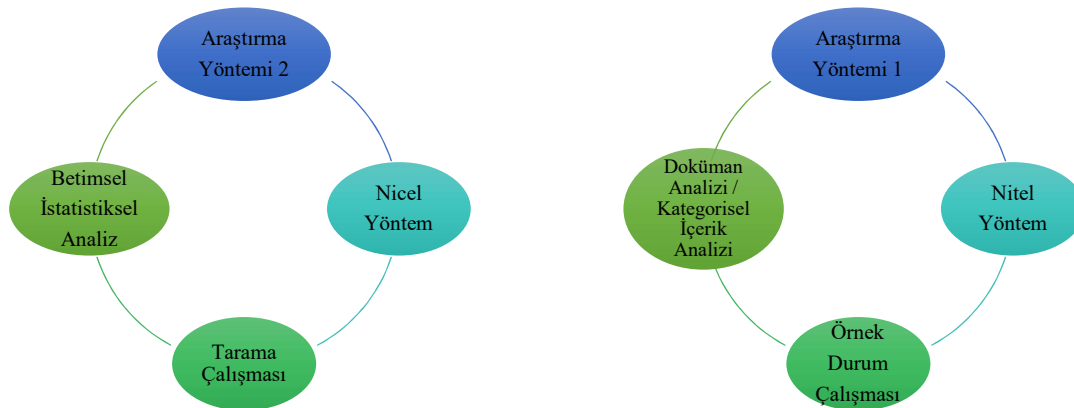 Araştırma
Yöntemi 2
Nicel
Yöntem
Tarama
Çalışması
Betimsel
İstatistiksel
Analiz
Araştırma
Yöntemi 1
Nitel
Yöntem
Örnek
Durum
Çalışması
Doküman
Analizi /
Kategorisel
İçerik
Analizi